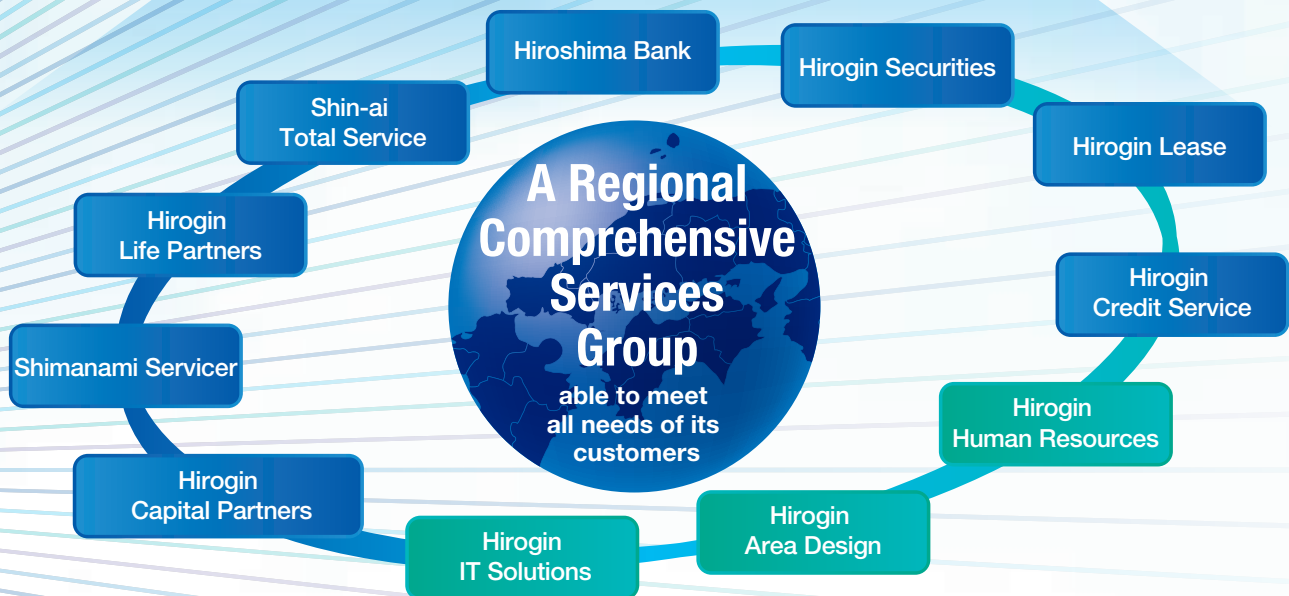 Hiroshima Bank
Hirogin Securities
Hirogin Lease
Hirogin
Credit Service
Hirogin
Human Resources
Hirogin
Area Design
Hirogin
IT Solutions
Hirogin
Capital Partners
Shimanami Servicer
Hirogin
Life Partners
Shin-ai
Total Service
A Regional
Comprehensive
Services
Group
able to meet
all needs of its
customers